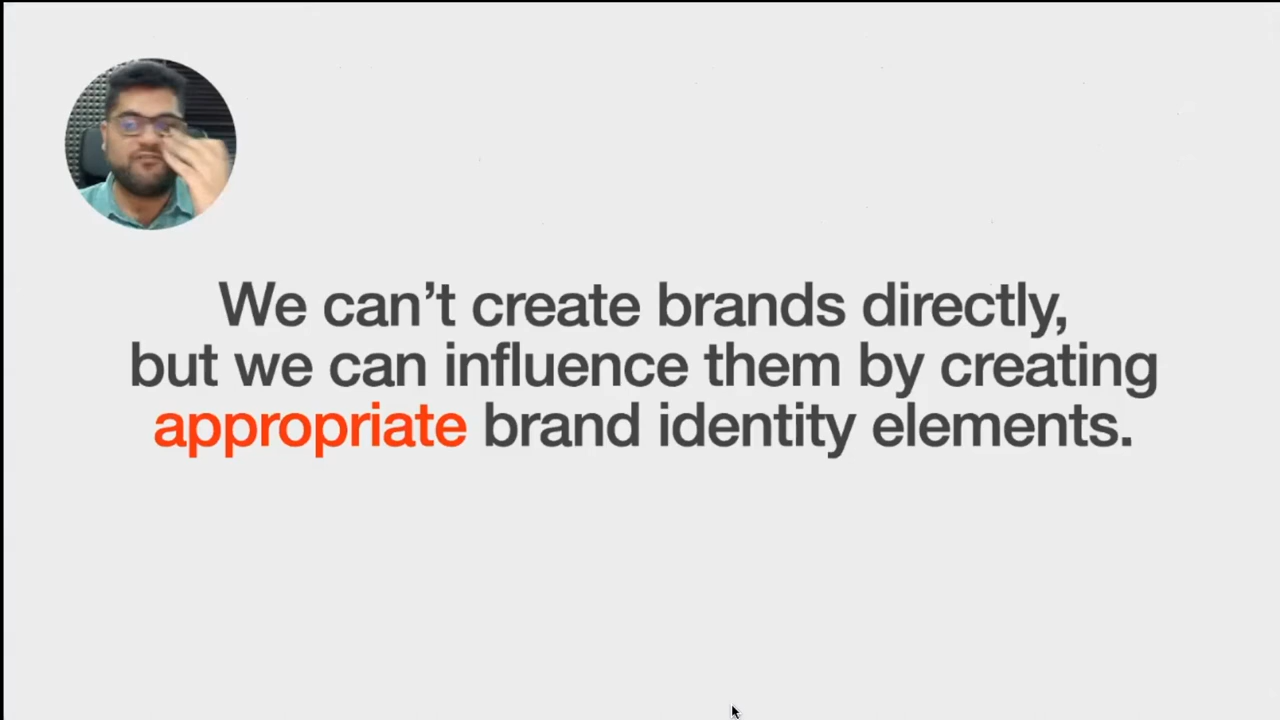 We can’t create brands directly,
but we can influence them by creating
appropriate brand identity elements.